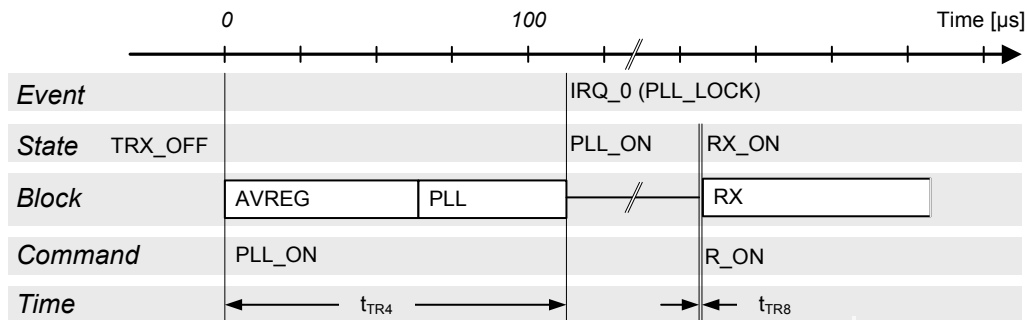 0 100 Time [µs]
Event IRQ_0 (PLL_LOCK)
State TRX_OFF PLL_ON RX_ON
Block AVREG PLL RX
Command PLL_ON R_ON
Time tTR4 tTR8